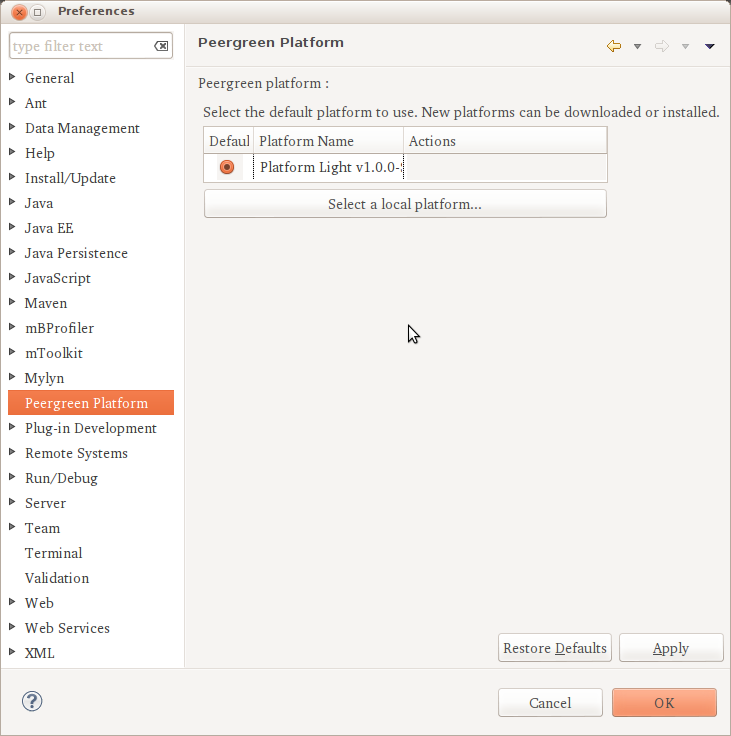 Preferences
type filter text
General
Ant
Data Management
Help
Install/Update
Java
Java EE
Java Persistence
JavaScript
Maven
mBProfiler
mToolkit
Mylyn
Peergreen Platform
Plug-in Development
Remote Systems
Run/Debug
Server
Team
Terminal
Validation
Web
Web Services
XML
Peergreen Platform
Peergreen platform :
Select the default platform to use. New platforms can be downloaded or installed.
Defaul Platform Name Actions
Platform Light v1.0.0-
Select a local platform...
Restore Defaults Apply
Cancel OK